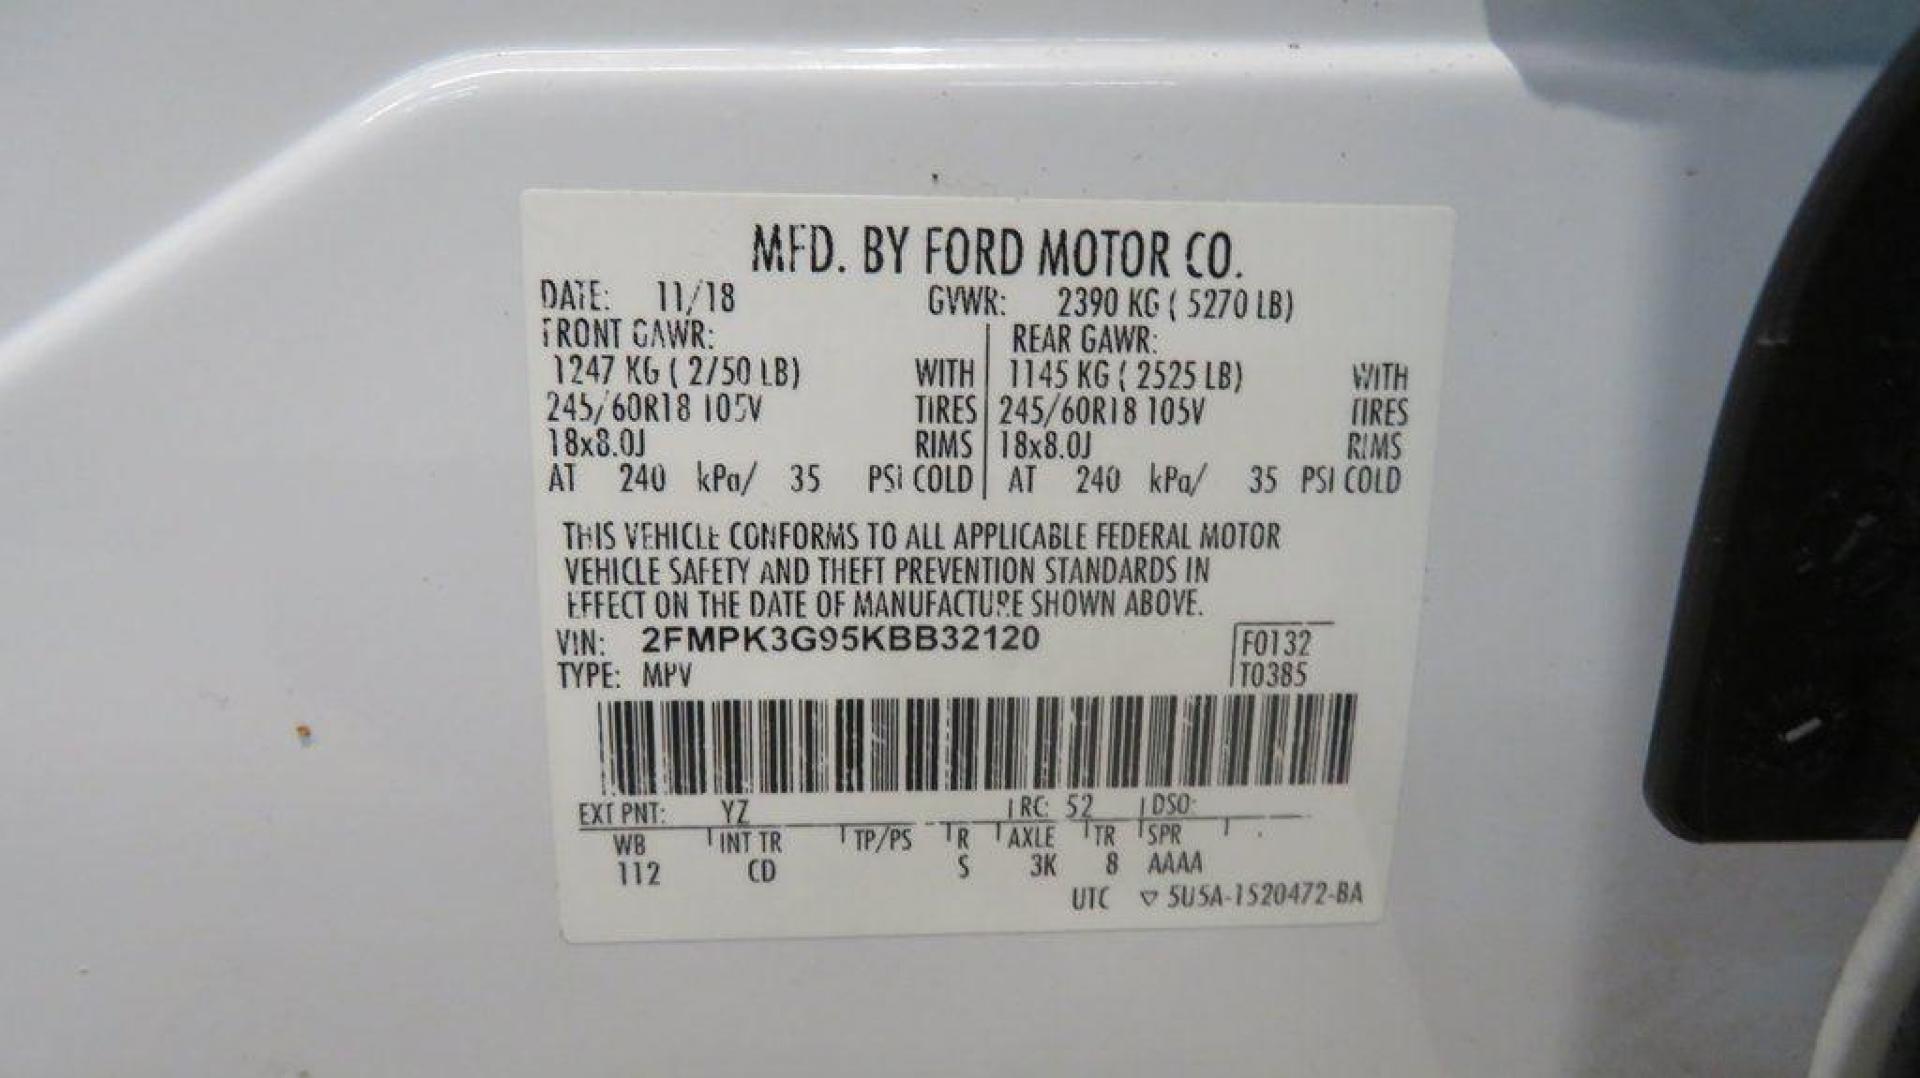 MFD. BY FORD MOTOR CO.
DATE: 11/18 GVWR: 2390 KG ( 5270 LB)
FRONT GAWR: REAR GAWR:
1247 KG ( 2750 LB) WITH 1145 KG ( 2525 LB) WITH
245/60R18 105V TIRES 245/60R18 105V TIRES
18x8.0J RIMS 18x8.0J RIMS
AT 240 kPa/ 35 PSI COLD AT 240 kPa/ 35 PSI COLD
THIS VEHICLE CONFORMS TO ALL APPLICABLE FEDERAL MOTOR
VEHICLE SAFETY AND THEFT PREVENTION STANDARDS IN
EFFECT ON THE DATE OF MANUFACTURE SHOWN ABOVE.
VIN: 2FMPK3G95KBB32120 F0132
TYPE: MPV T0385
EXT PNT: YZ RC: 52 DSO:
WB INT TR TP/PS R AXLE TR SPR
112 CD S 3K 8 AAAA
UTC ▽ 5U5A-1520472-BA